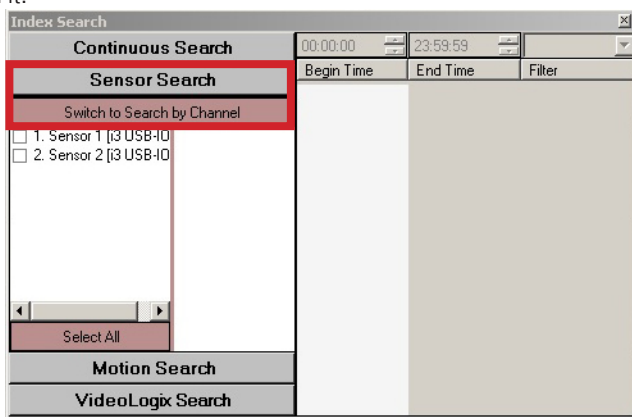 it.
Index Search
Continuous Search
00:00:00 23:59:59
Sensor Search
Begin Time End Time Filter
Switch to Search by Channel
1. Sensor 1 [i3 USB-IO
2. Sensor 2 [i3 USB-IO
Select All
Motion Search
VideoLogix Search